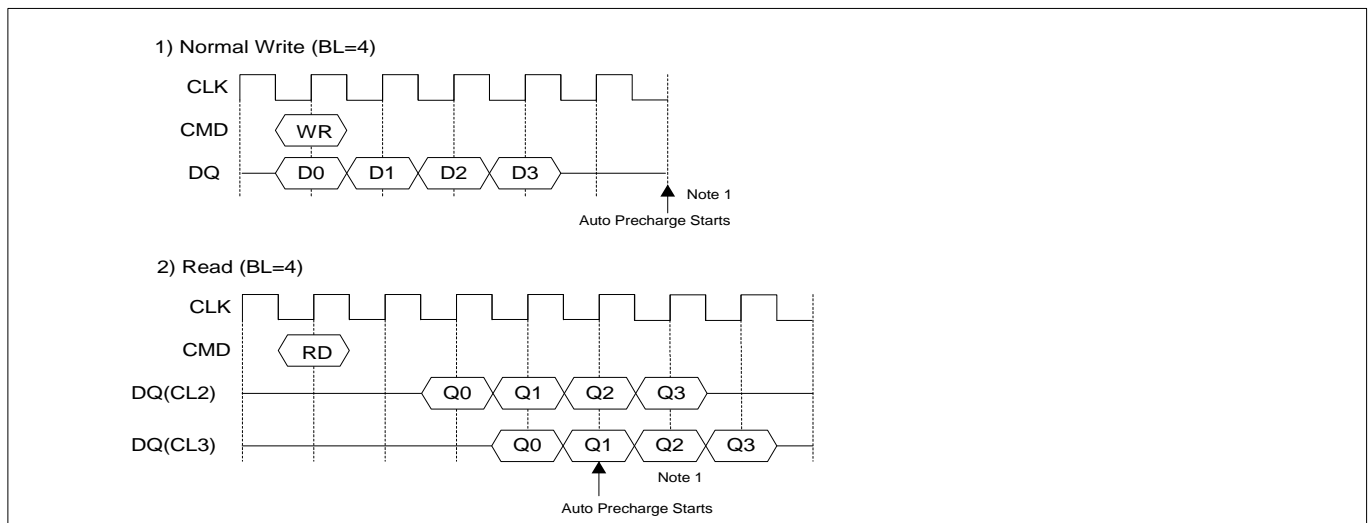 1) Normal Write (BL=4)
CLK
CMD WR
DQ D0 D1 D2 D3
Note 1
Auto Precharge Starts
2) Read (BL=4)
CLK
CMD RD
DQ(CL2) Q0 Q1 Q2 Q3
DQ(CL3) Q0 Q1 Q2 Q3
Note 1
Auto Precharge Starts